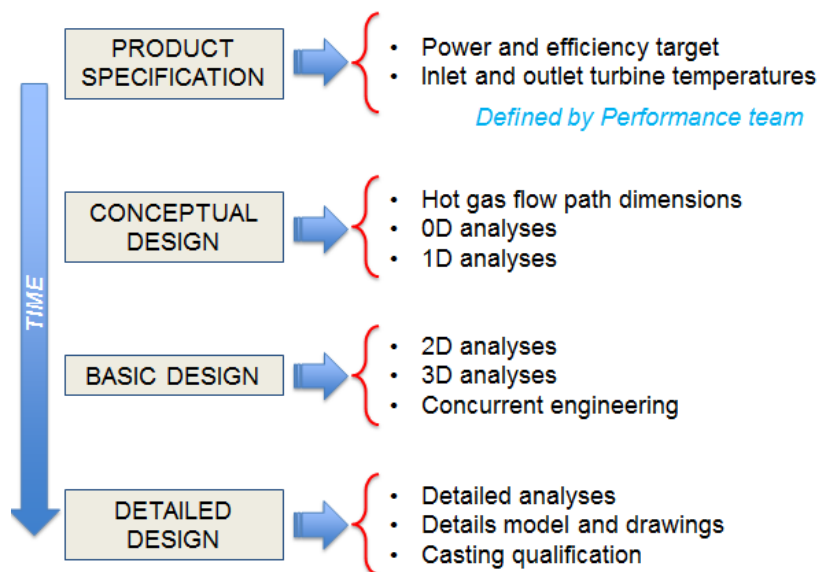 PRODUCT
SPECIFICATION
• Power and efficiency target
• Inlet and outlet turbine temperatures
Defined by Performance team
CONCEPTUAL
DESIGN
• Hot gas flow path dimensions
• 0D analyses
• 1D analyses
TIME
BASIC DESIGN
• 2D analyses
• 3D analyses
• Concurrent engineering
DETAILED
DESIGN
• Detailed analyses
• Details model and drawings
• Casting qualification